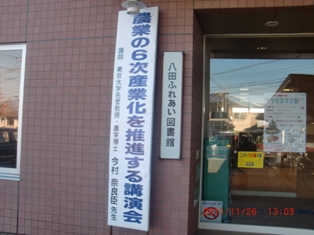 農業の6次産業化を推進する講演会
講師 東京大学名誉教授・農学博士 今村 奈良臣 先生
八田ふれあい図書館
11/26 13:03